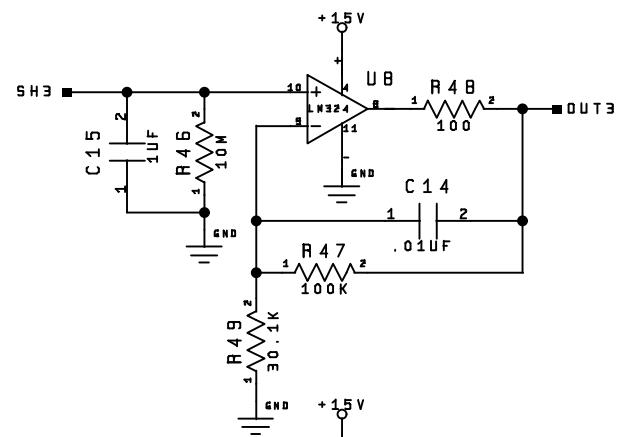 +15V
+
U8
4
SH3
10
+
R48
1
2
LM324
8
OUT3
9
-
11
100
2
C15
1UF
1
2
R46
10M
1
-
GND
C14
1
2
.01UF
GND
R47
1
2
100K
2
R49
30.1K
1
GND
+15V